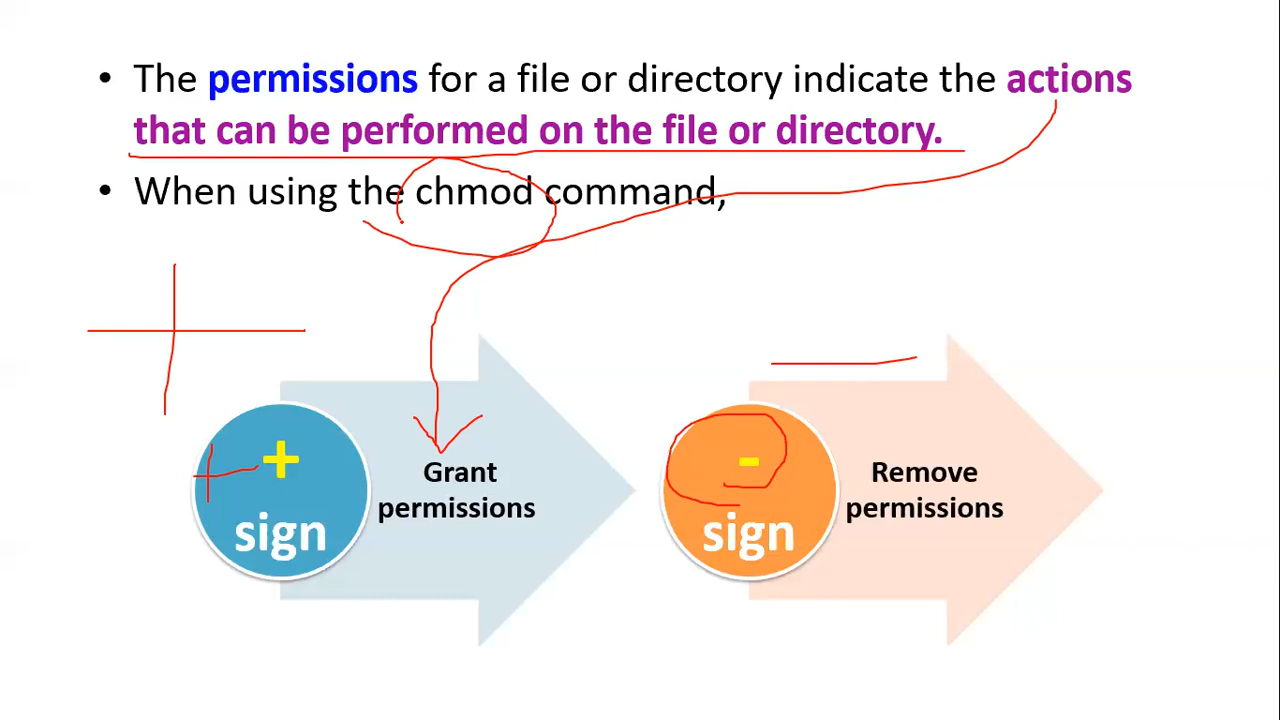 • The permissions for a file or directory indicate the actions
that can be performed on the file or directory.
• When using the chmod command,
+
sign
Grant
permissions
-
sign
Remove
permissions